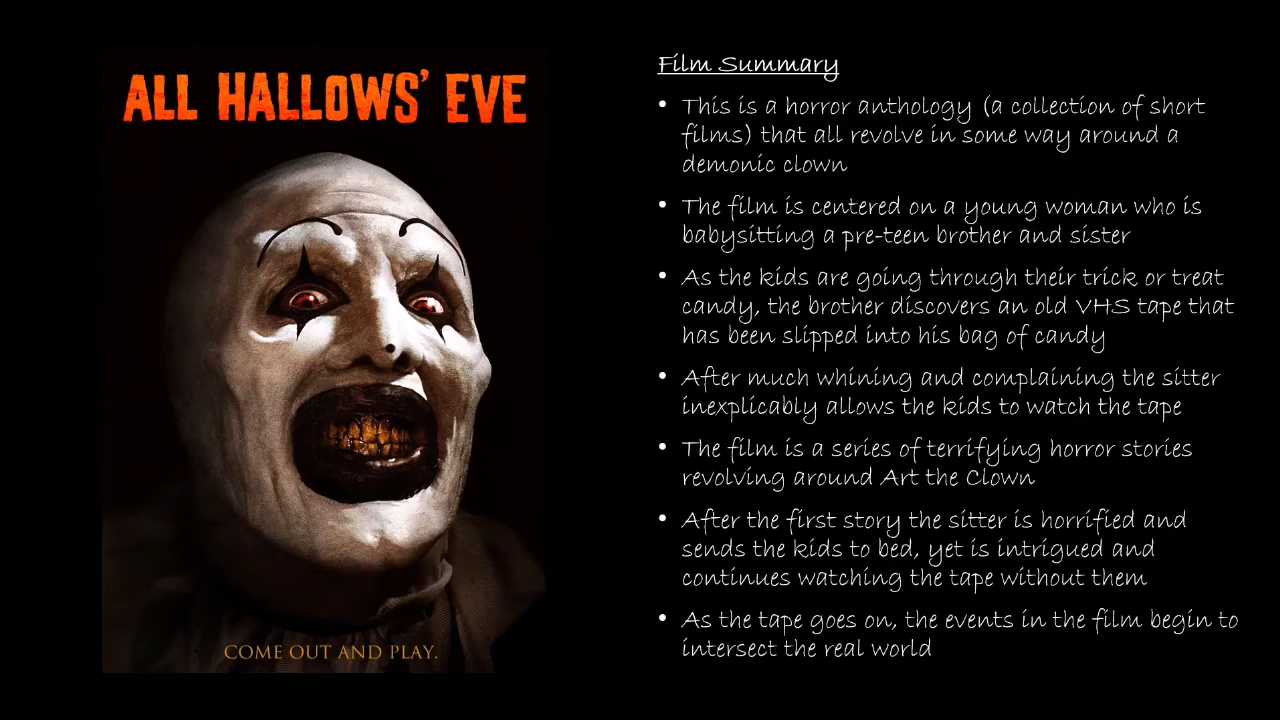 ALL HALLOWS' EVE
COME OUT AND PLAY.
Film Summary
• This is a horror anthology (a collection of short
films) that all revolve in some way around a
demonic clown
• The film is centered on a young woman who is
babysitting a pre-teen brother and sister
• As the kids are going through their trick or treat
candy, the brother discovers an old VHS tape that
has been slipped into his bag of candy
• After much whining and complaining the sitter
inexplicably allows the kids to watch the tape
• The film is a series of terrifying horror stories
revolving around Art the Clown
• After the first story the sitter is horrified and
sends the kids to bed, yet is intrigued and
continues watching the tape without them
• As the tape goes on, the events in the film begin to
intersect the real world